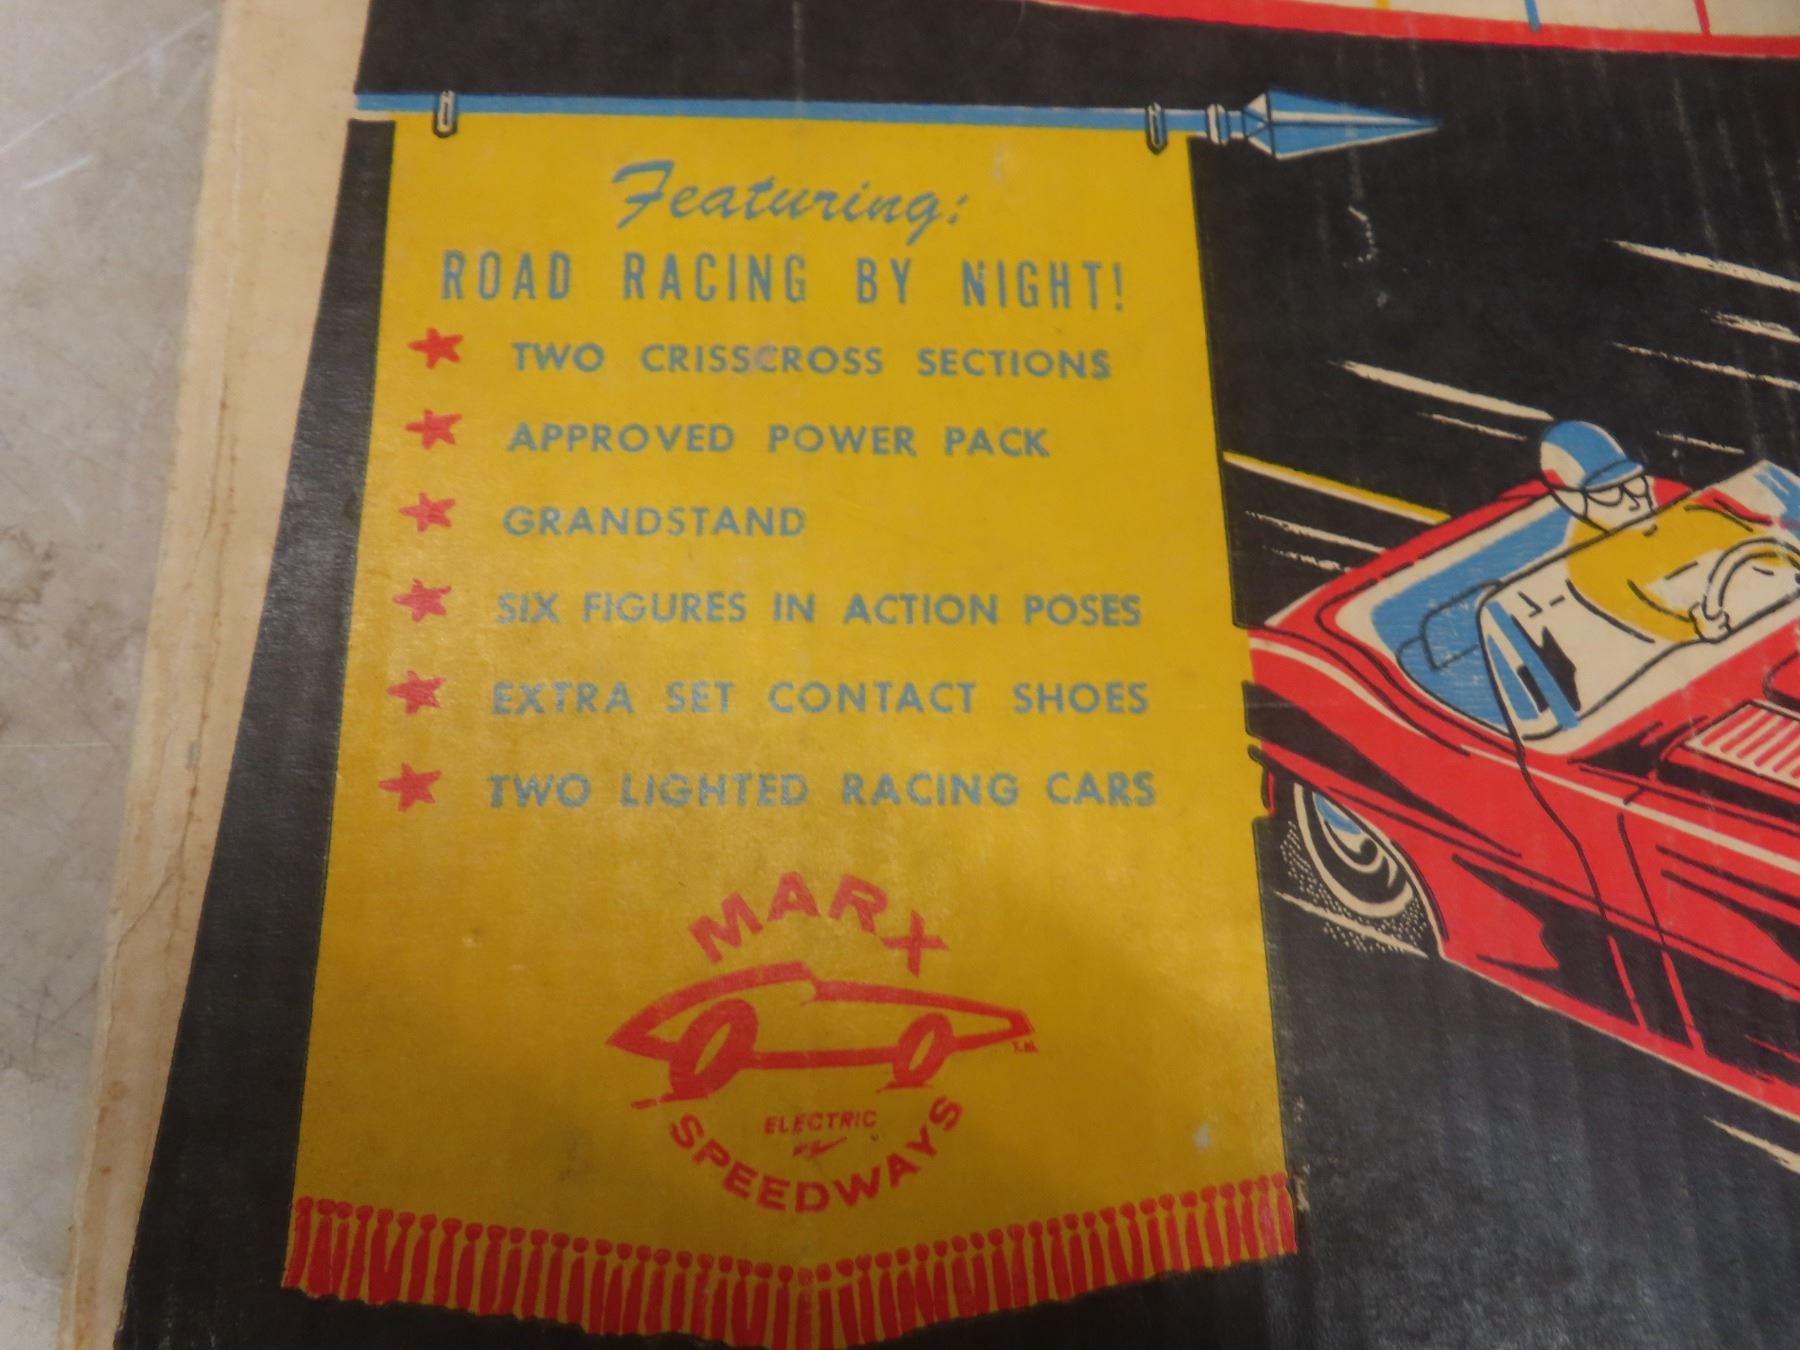 Featuring:
ROAD RACING BY NIGHT!
TWO CRISSCROSS SECTIONS
APPROVED POWER PACK
GRANDSTAND
SIX FIGURES IN ACTION POSES
EXTRA SET CONTACT SHOES
TWO LIGHTED RACING CARS
MARX
T.M.
ELECTRIC
SPEEDWAYS